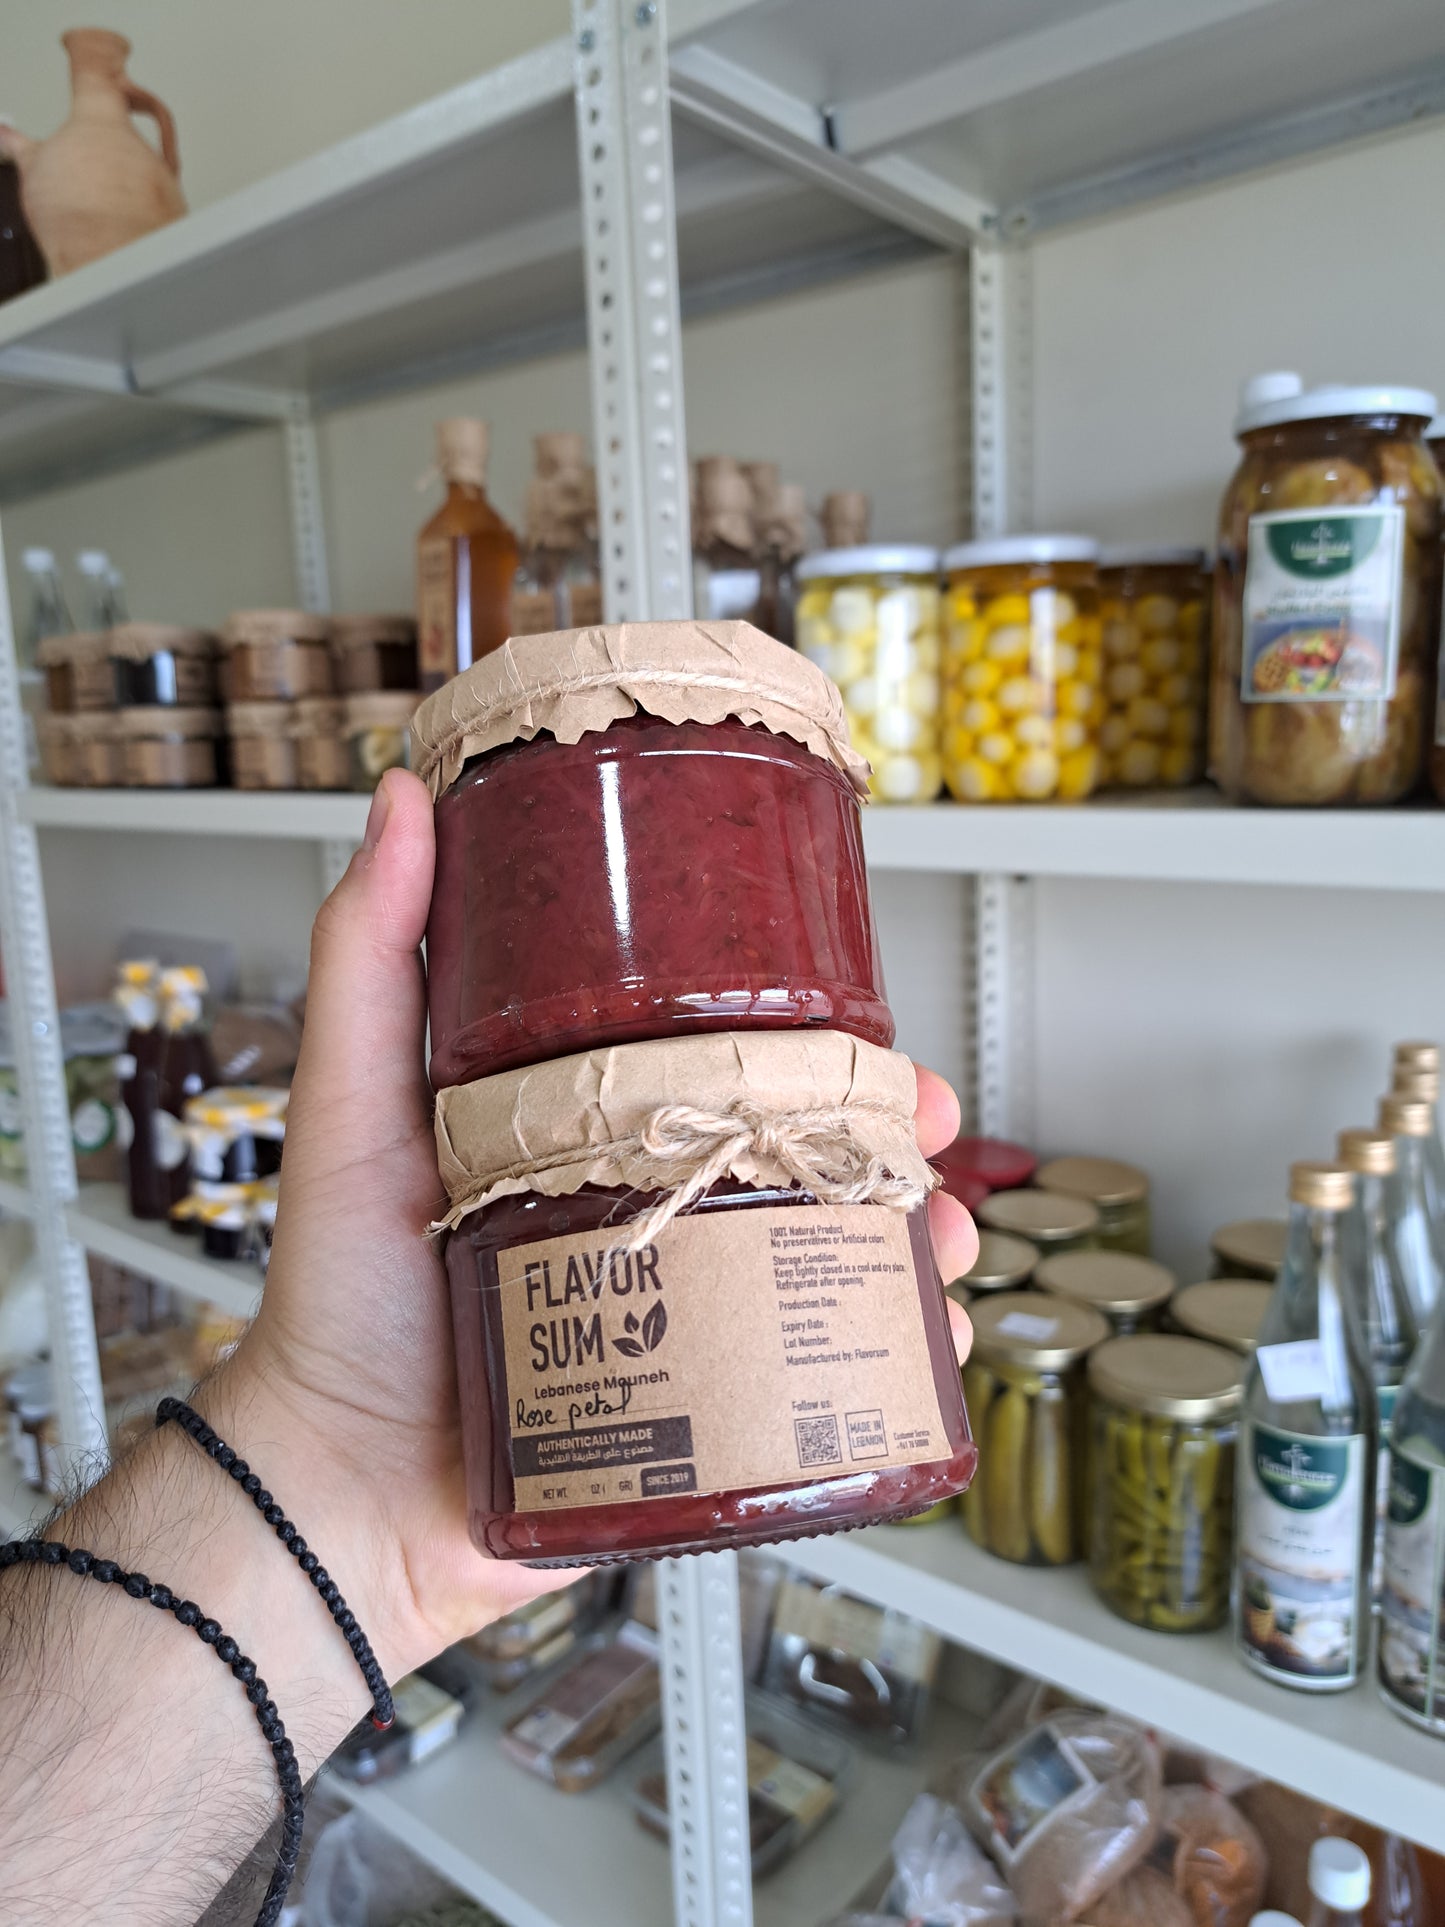 FLAVOR
SUM
Lebanese Mouneh
Rose petal
AUTHENTICALLY MADE
مصنوع على الطريقة التقليدية
NET WT. OZ ( GR)
SINCE 2019
100% Natural Product
No preservatives or Artificial colors
Storage Condition:
Keep tightly closed in a cool and dry place.
Refrigerate after opening.
Production Date :
Expiry Date :
Lot Number:
Manufactured by: Flavorsum
Follow us:
MADE IN
LEBANON
Customer Service